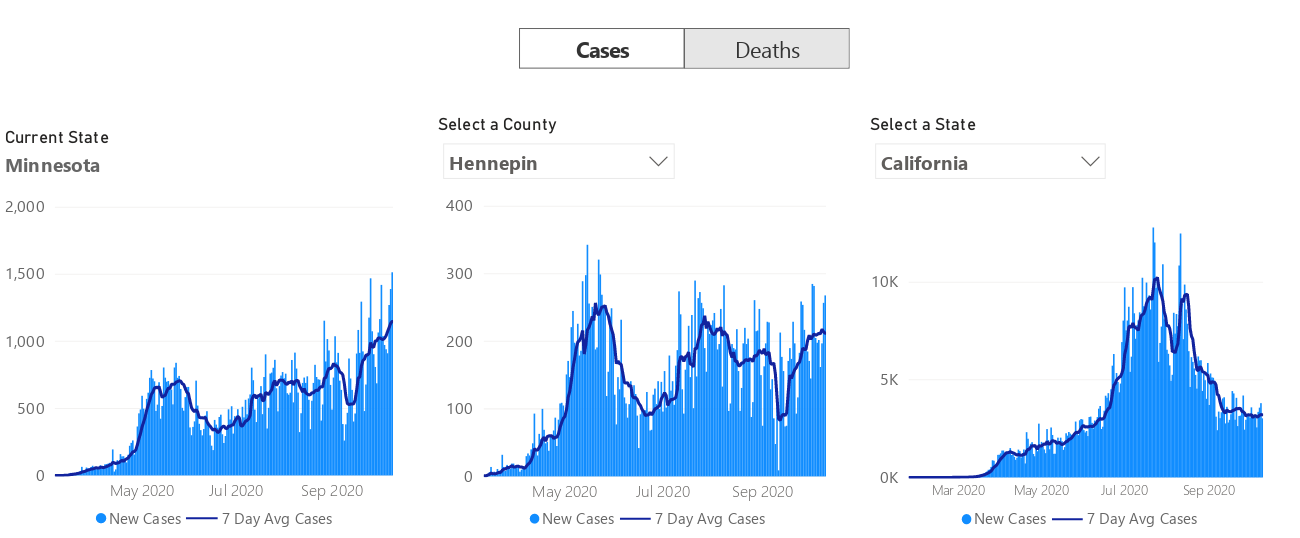 Cases Deaths
Current State
Minnesota
2,000
1,500
1,000
500
0
May 2020 Jul 2020 Sep 2020
New Cases 7 Day Avg Cases
Select a County
Hennepin
400
300
200
100
0
May 2020 Jul 2020 Sep 2020
New Cases 7 Day Avg Cases
Select a State
California
10K
5K
0K
Mar 2020 May 2020 Jul 2020 Sep 2020
New Cases 7 Day Avg Cases